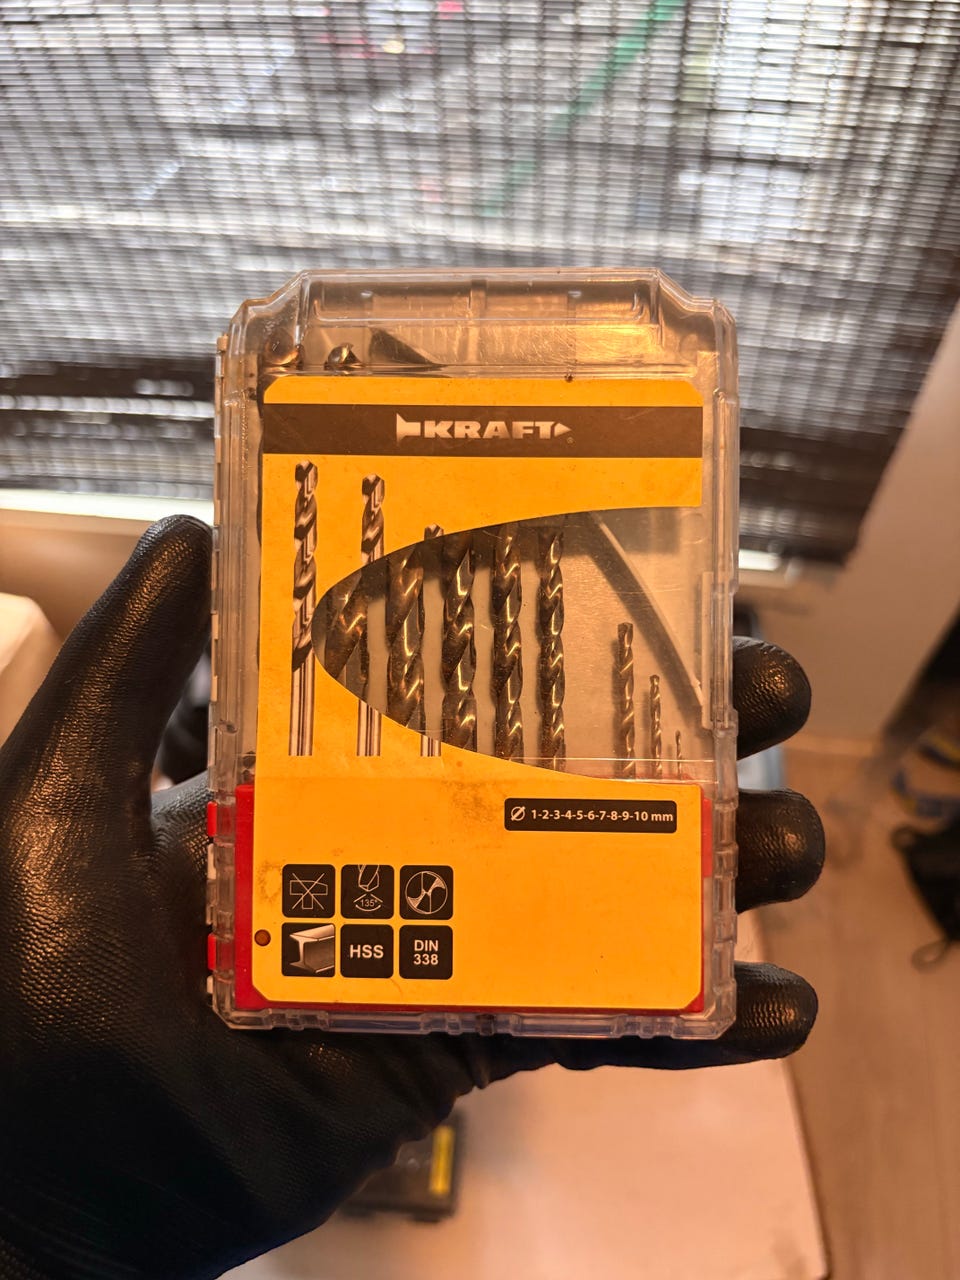 KRAFT
Ø 1-2-3-4-5-6-7-8-9-10 mm
135°
HSS
DIN
338